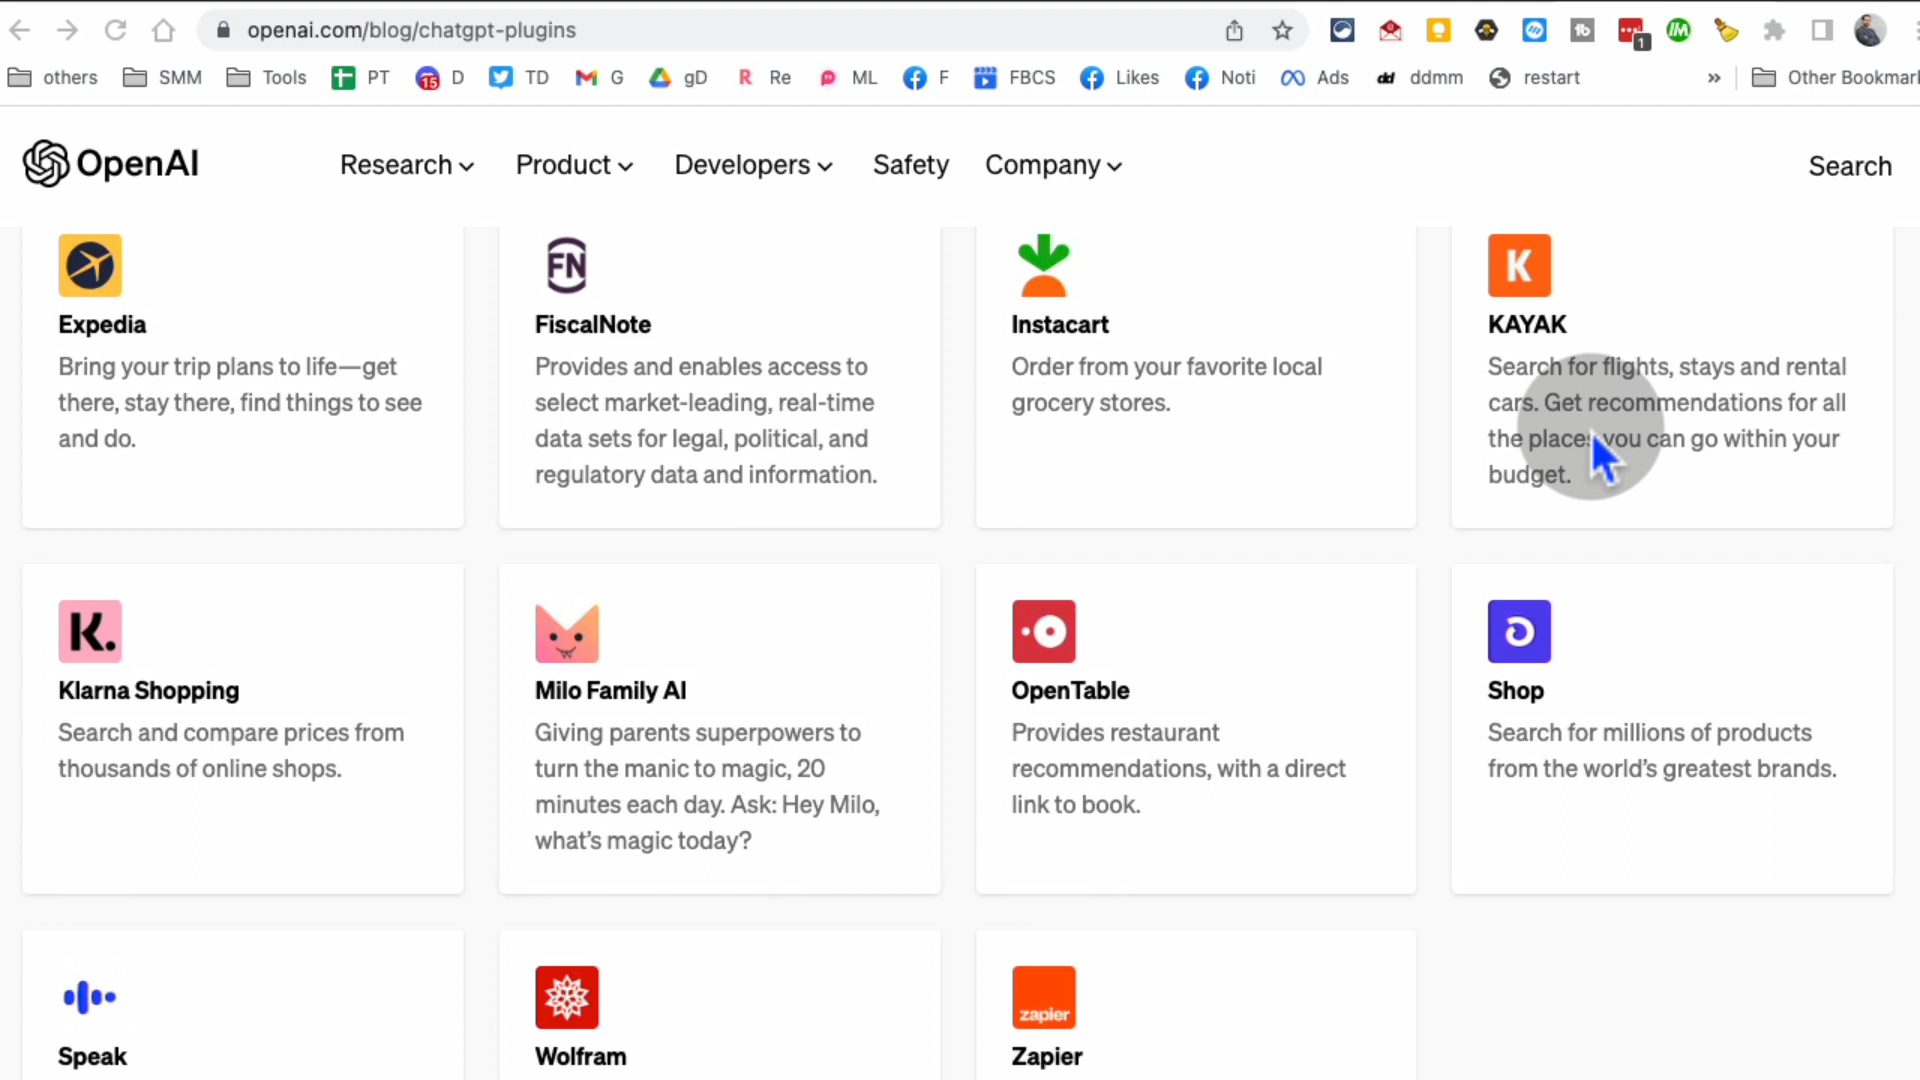 openai.com/blog/chatgpt-plugins
1
others SMM Tools PT 15 D TD G gD R Re ML F FBCS Likes Noti Ads dd ddmm restart » Other Bookmark
OpenAI Research Product Developers Safety Company Search
FN K
Expedia FiscalNote Instacart KAYAK
Bring your trip plans to life—get
there, stay there, find things to see
and do.
Provides and enables access to
select market-leading, real-time
data sets for legal, political, and
regulatory data and information.
Order from your favorite local
grocery stores.
Search for flights, stays and rental
cars. Get recommendations for all
the places you can go within your
budget.
K.
Klarna Shopping
Search and compare prices from
thousands of online shops.
Milo Family AI
Giving parents superpowers to
turn the manic to magic, 20
minutes each day. Ask: Hey Milo,
what's magic today?
OpenTable
Provides restaurant
recommendations, with a direct
link to book.
Shop
Search for millions of products
from the world's greatest brands.
Speak
Wolfram
zapier
Zapier